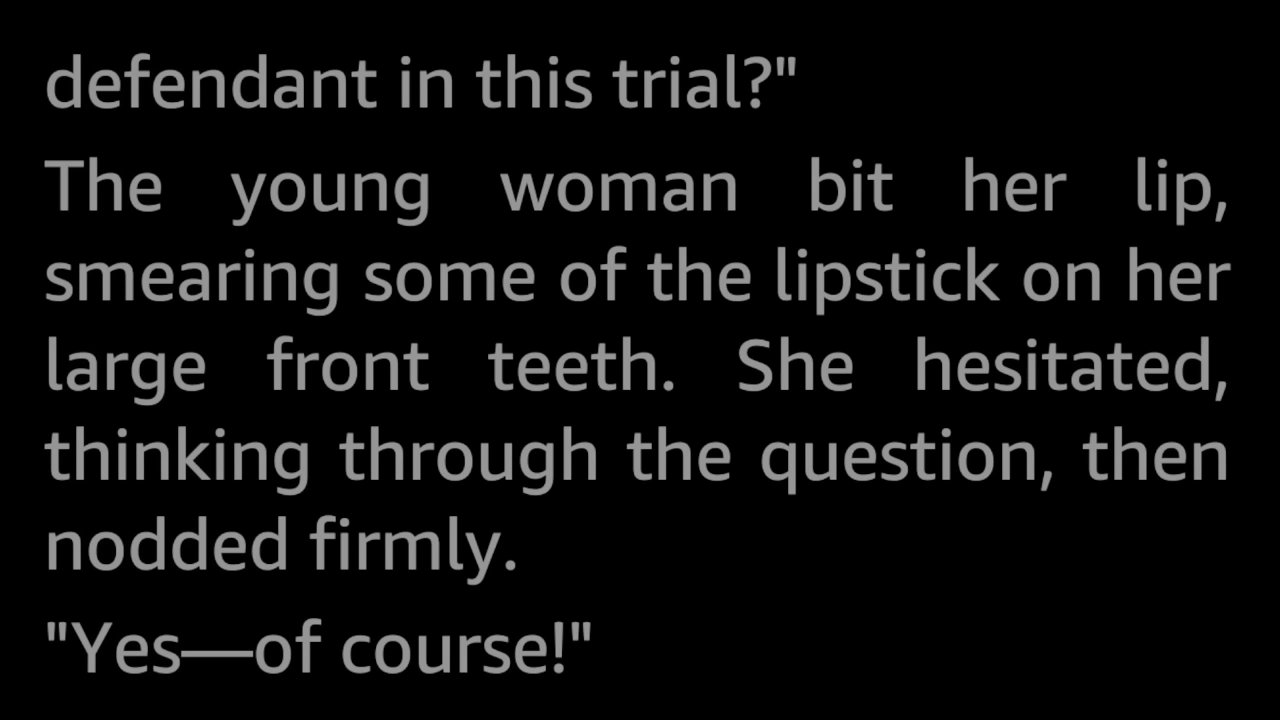 defendant in this trial?"
The young woman bit her lip,
smearing some of the lipstick on her
large front teeth. She hesitated,
thinking through the question, then
nodded firmly.
"Yes—of course!"